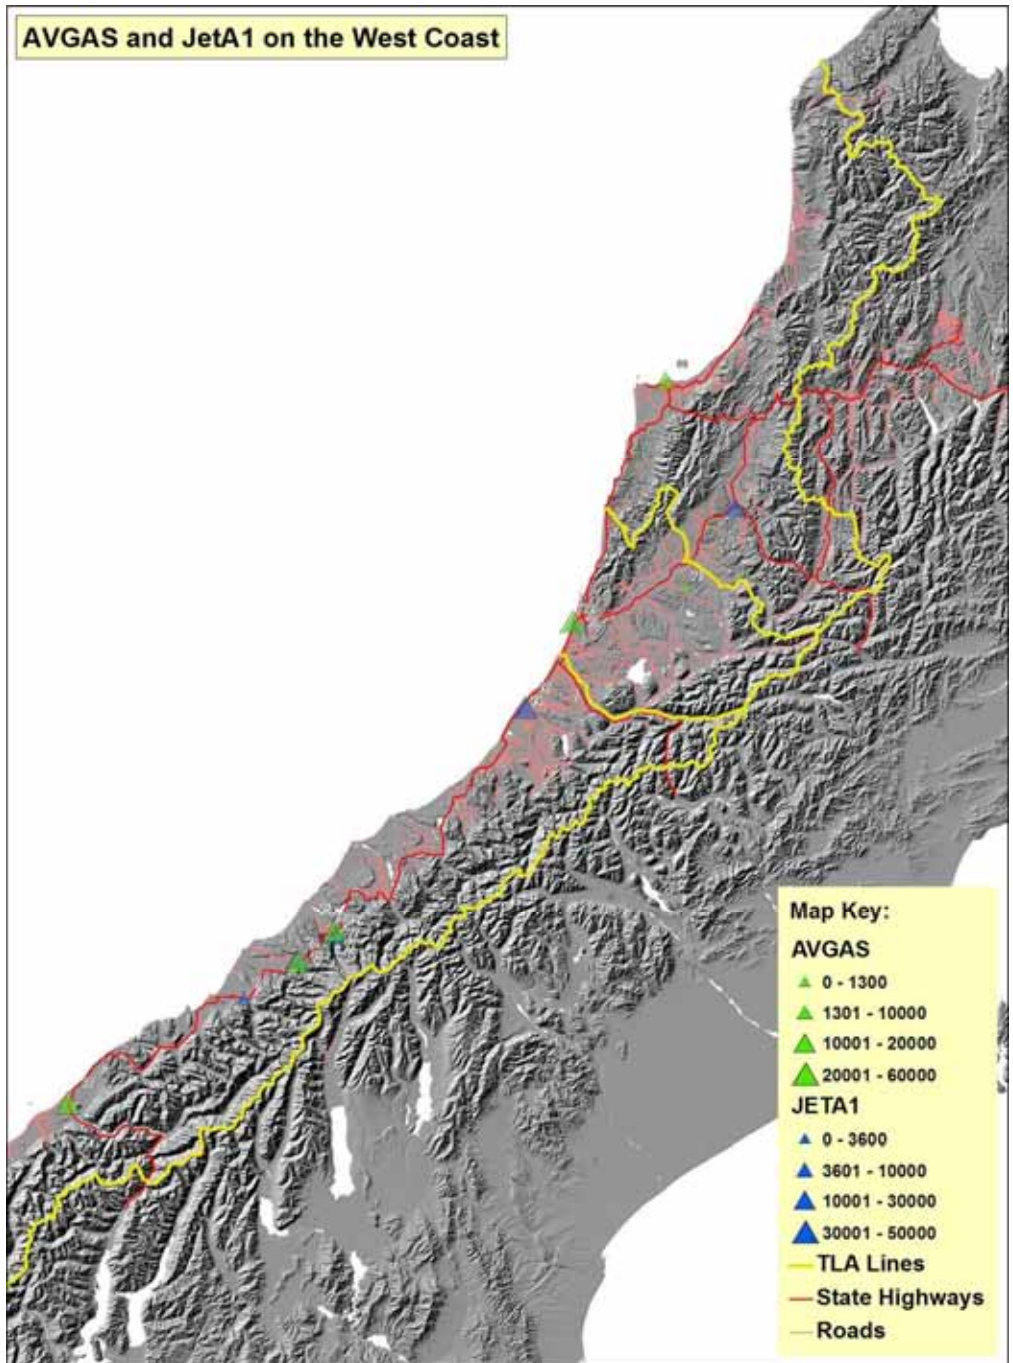 AVGAS and JetA1 on the West Coast
Map Key:
AVGAS
0 - 1300
1301 - 10000
10001 - 20000
20001 - 60000
JETA1
0 - 3600
3601 - 10000
10001 - 30000
30001 - 50000
TLA Lines
State Highways
Roads